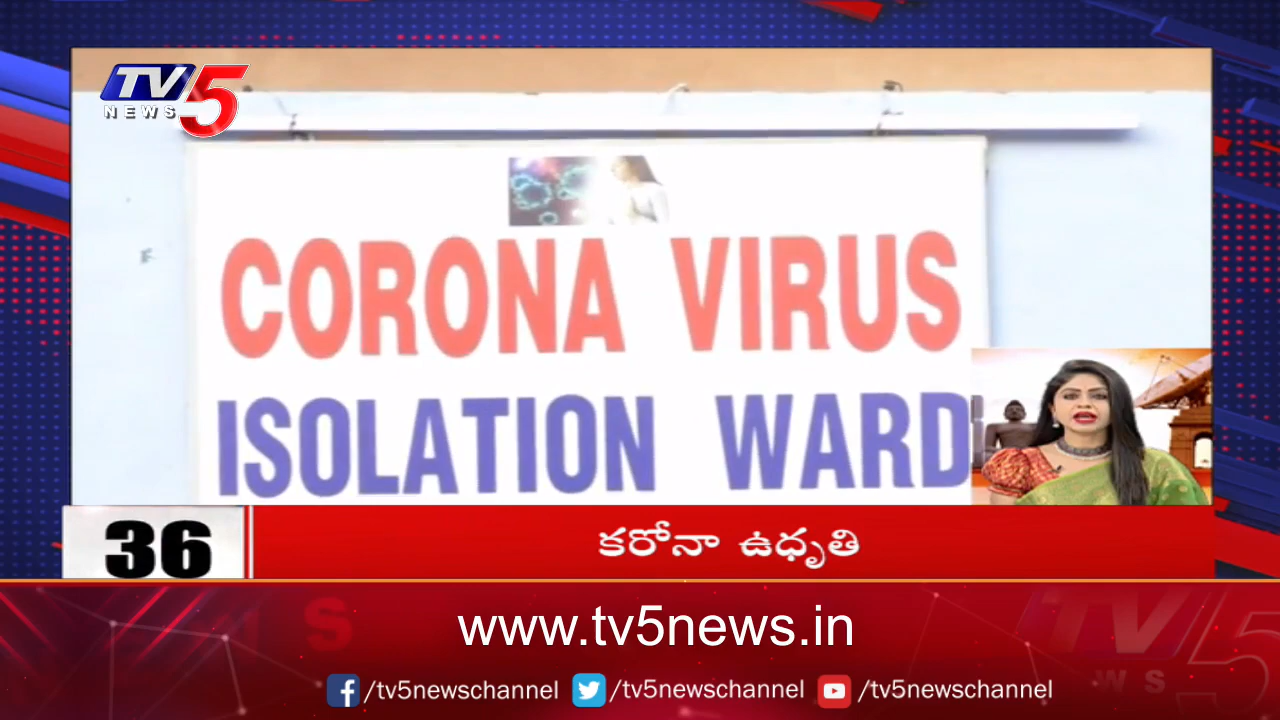 TV5
NEWS
CORONA VIRUS
ISOLATION WARD
36
కరోనా ఉధృతి
www.tv5news.in
/tv5newschannel /tv5newschannel /tv5newschannel